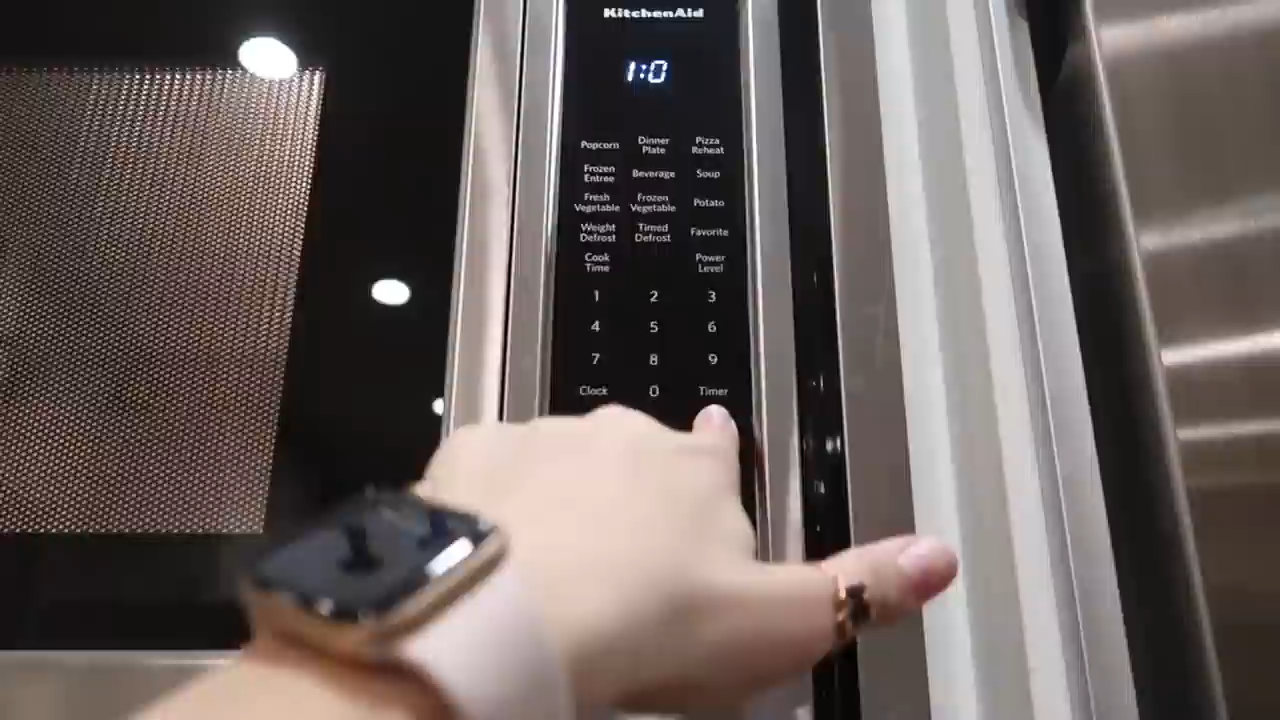 KitchenAid
1:0
Popcorn Dinner Plate Pizza Reheat
Frozen Entree Beverage Soup
Fresh Vegetable Frozen Vegetable Potato
Weight Defrost Timed Defrost Favorite
Cook Time Power Level
1 2 3
4 5 6
7 8 9
Clock 0 Timer